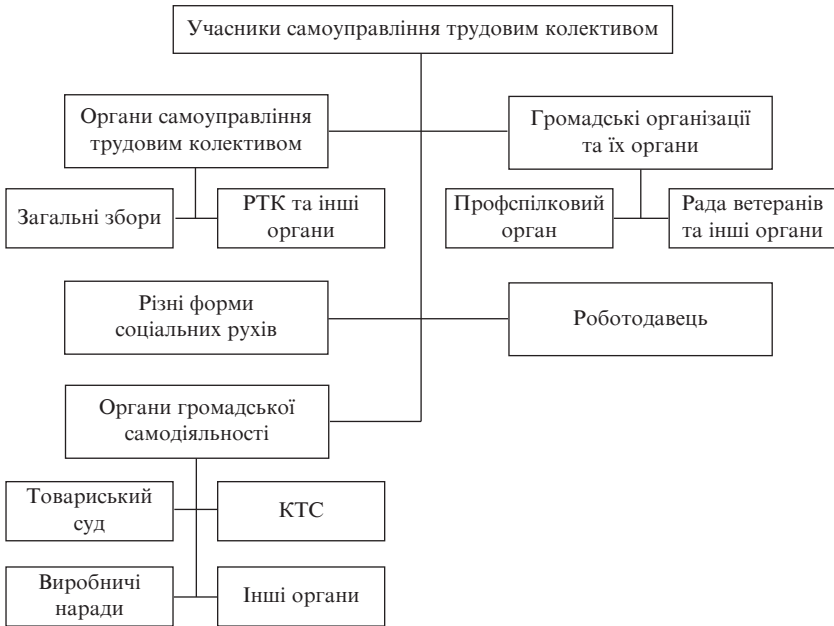 Учасники самоуправління трудовим колективом
Органи самоуправління
трудовим колективом
Громадські організації
та їх органи
Загальні збори
РТК та інші
органи
Профспілковий
орган
Рада ветеранів
та інші органи
Різні форми
соціальних рухів
Роботодавець
Органи громадської
самодіяльності
Товариський
суд
КТС
Виробничі
наради
Інші органи